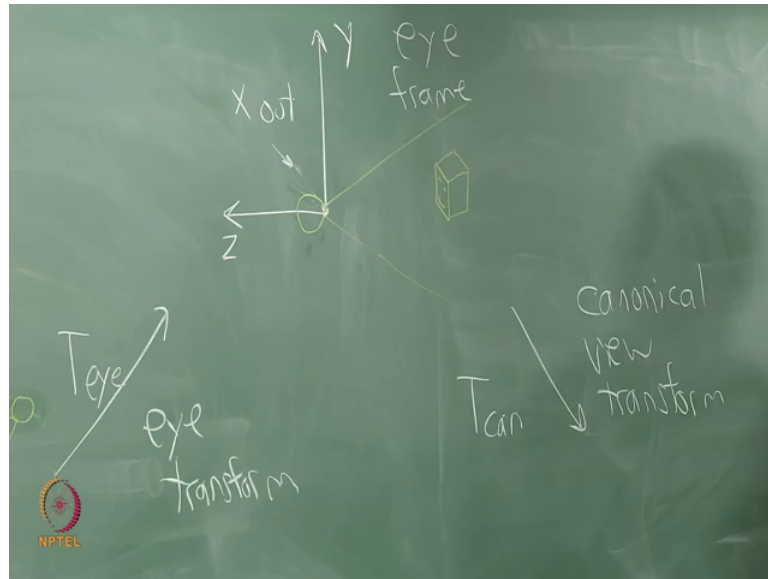 Y
eye
frame
X out
Z
Teye
eye
transform
Tcan
canonical
view
transform
NPTEL